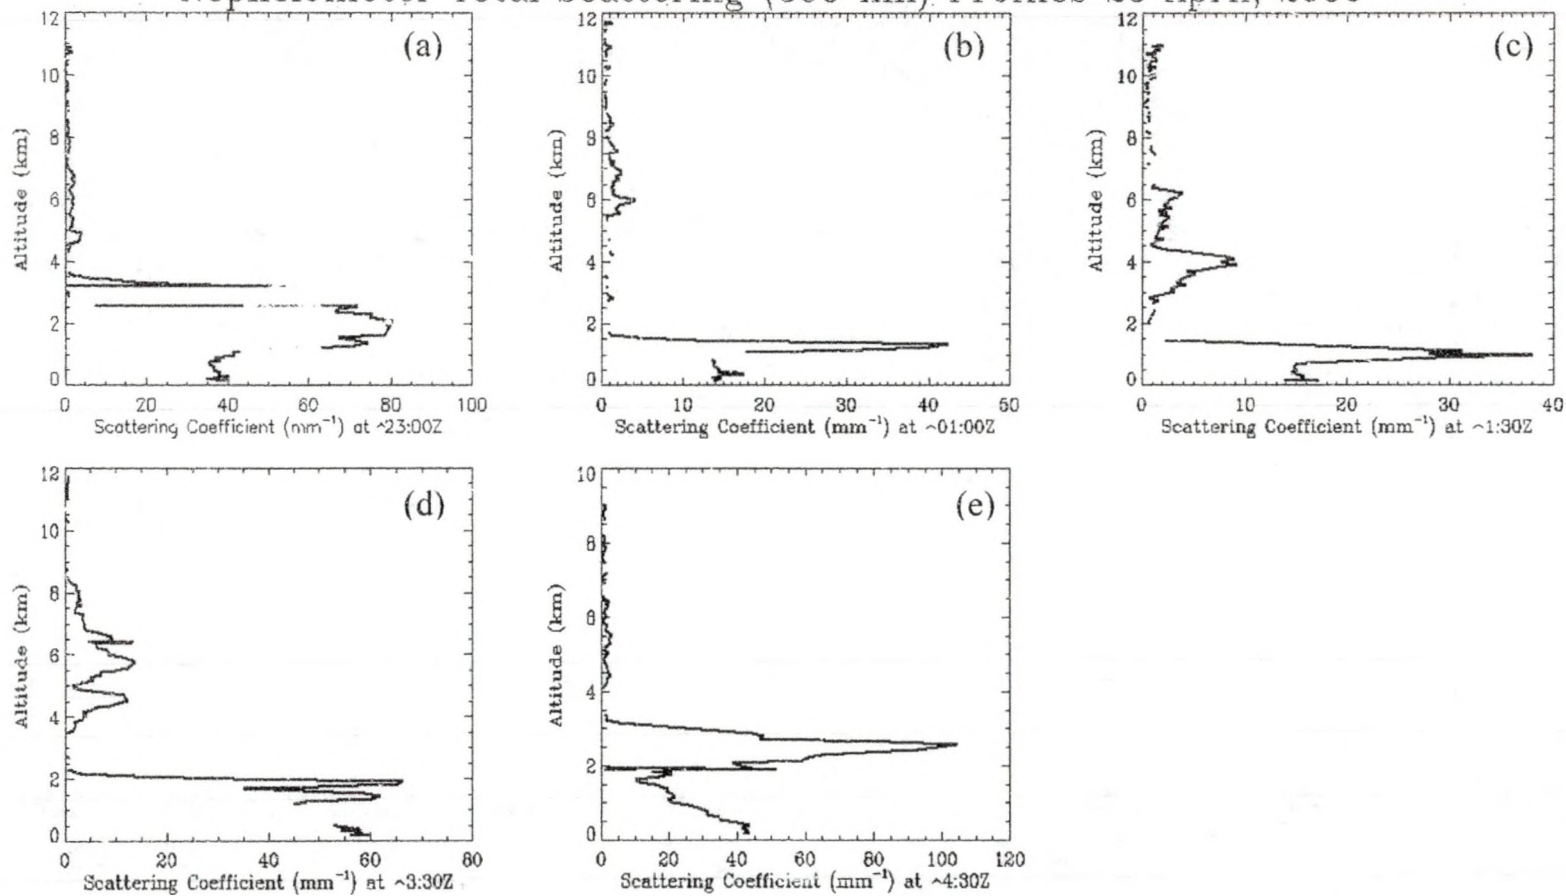 (a) (b) (c)
12 12 12
10 10 10
8 8 8
6 6 6
4 4 4
2 2 2
0 0 0
Altitude (km) Altitude (km) Altitude (km)
0 20 40 60 80 100 0 10 20 30 40 50 0 10 20 30 40
Scattering Coefficient (mm⁻¹) at ~23:00Z Scattering Coefficient (mm⁻¹) at ~01:00Z Scattering Coefficient (mm⁻¹) at ~1:30Z
(d) (e)
12 10
10 8
8 6
6 4
4 2
2 0
0
Altitude (km) Altitude (km)
0 20 40 60 80 0 20 40 60 80 100 120
Scattering Coefficient (mm⁻¹) at ~3:30Z Scattering Coefficient (mm⁻¹) at ~4:30Z